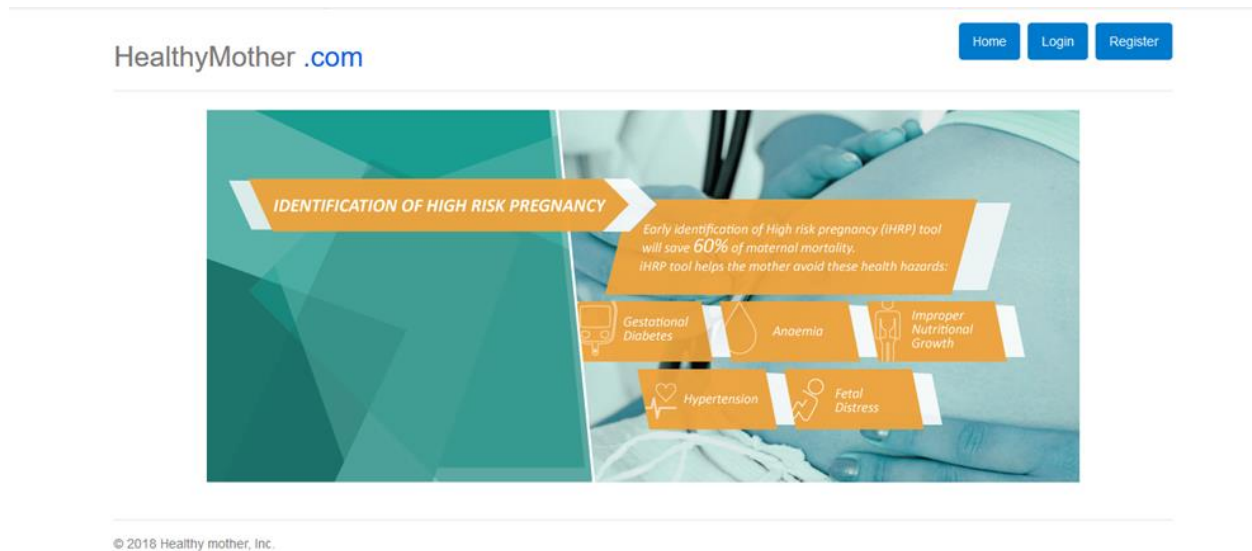 HealthyMother .com
Home
Login
Register
IDENTIFICATION OF HIGH RISK PREGNANCY
Early identification of High risk pregnancy (iHRP) tool
will save 60% of maternal mortality.
iHRP tool helps the mother avoid these health hazards:
Gestational
Diabetes
Anaemia
Improper
Nutritional
Growth
Hypertension
Fetal
Distress
© 2018 Healthy mother, Inc.